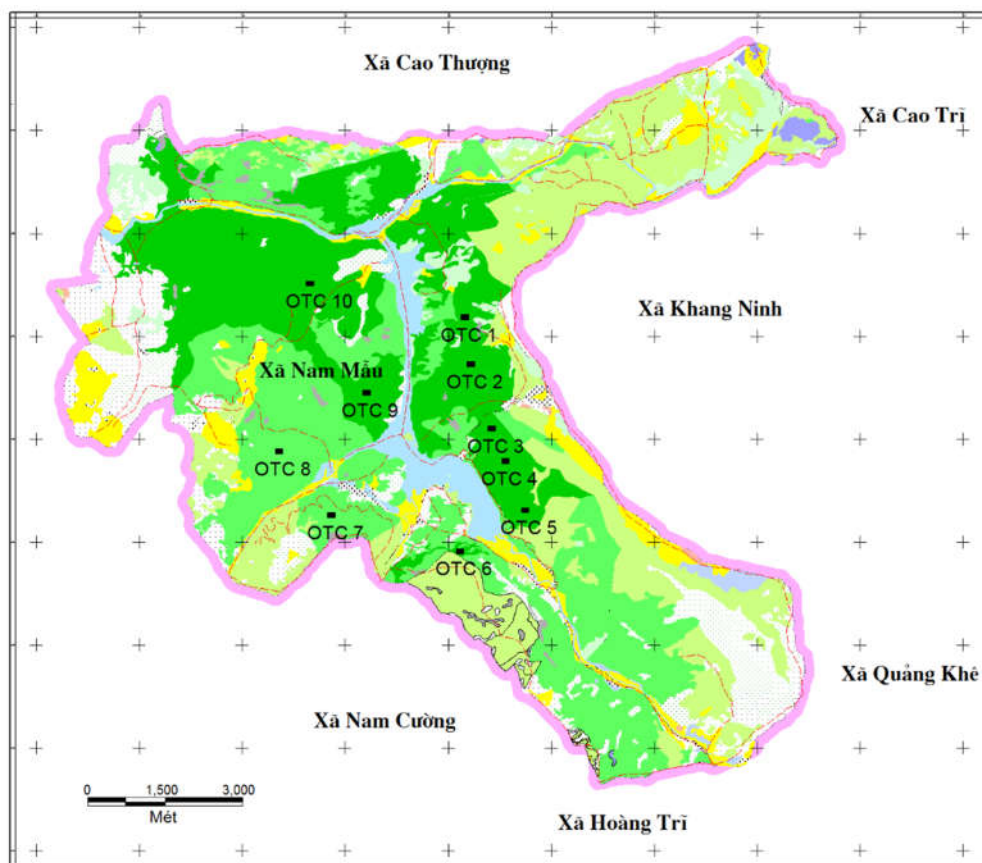 Xã Cao Thượng
Xã Cao Trĩ
OTC 10
OTC 1
Xã Khang Ninh
Xã Nam Mẫu
OTC 2
OTC 9
OTC 3
OTC 8
OTC 4
OTC 7
OTC 5
OTC 6
Xã Quảng Khê
Xã Nam Cường
0 1,500 3,000
Mét
Xã Hoàng Trĩ